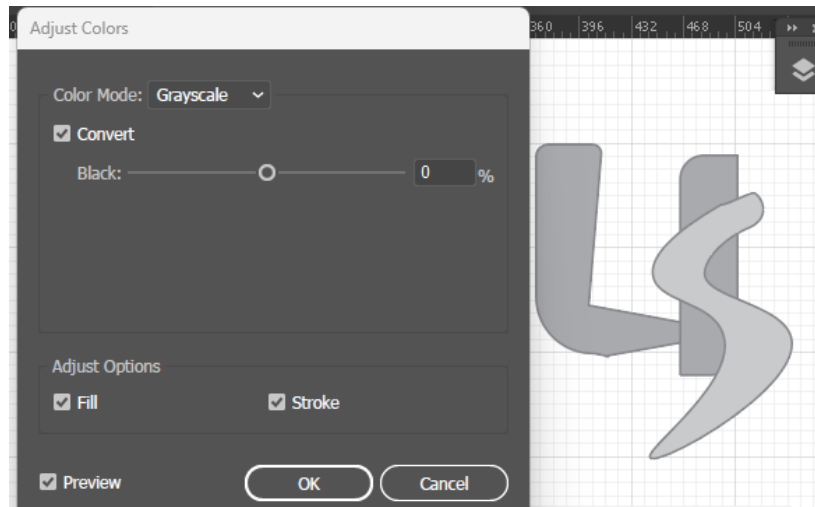 Adjust Colors
360 396 432 468 504
Color Mode: Grayscale
Convert
Black: 0 %
Adjust Options
Fill Stroke
Preview OK Cancel